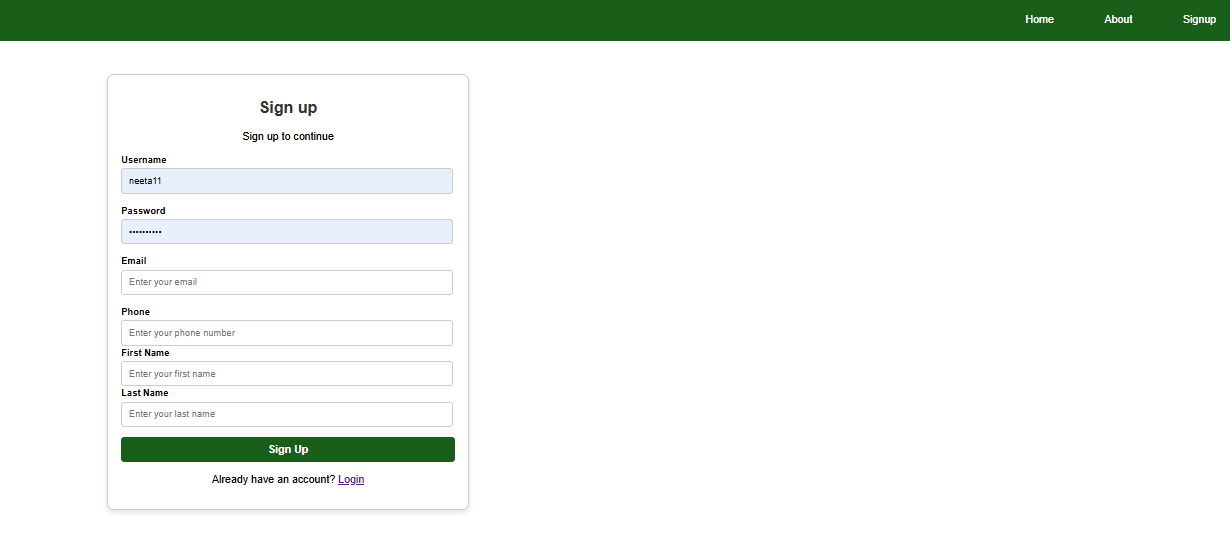 Home About Signup
Sign up
Sign up to continue
Username
neeta11
Password
••••••••••
Email
Enter your email
Phone
Enter your phone number
First Name
Enter your first name
Last Name
Enter your last name
Sign Up
Already have an account? Login